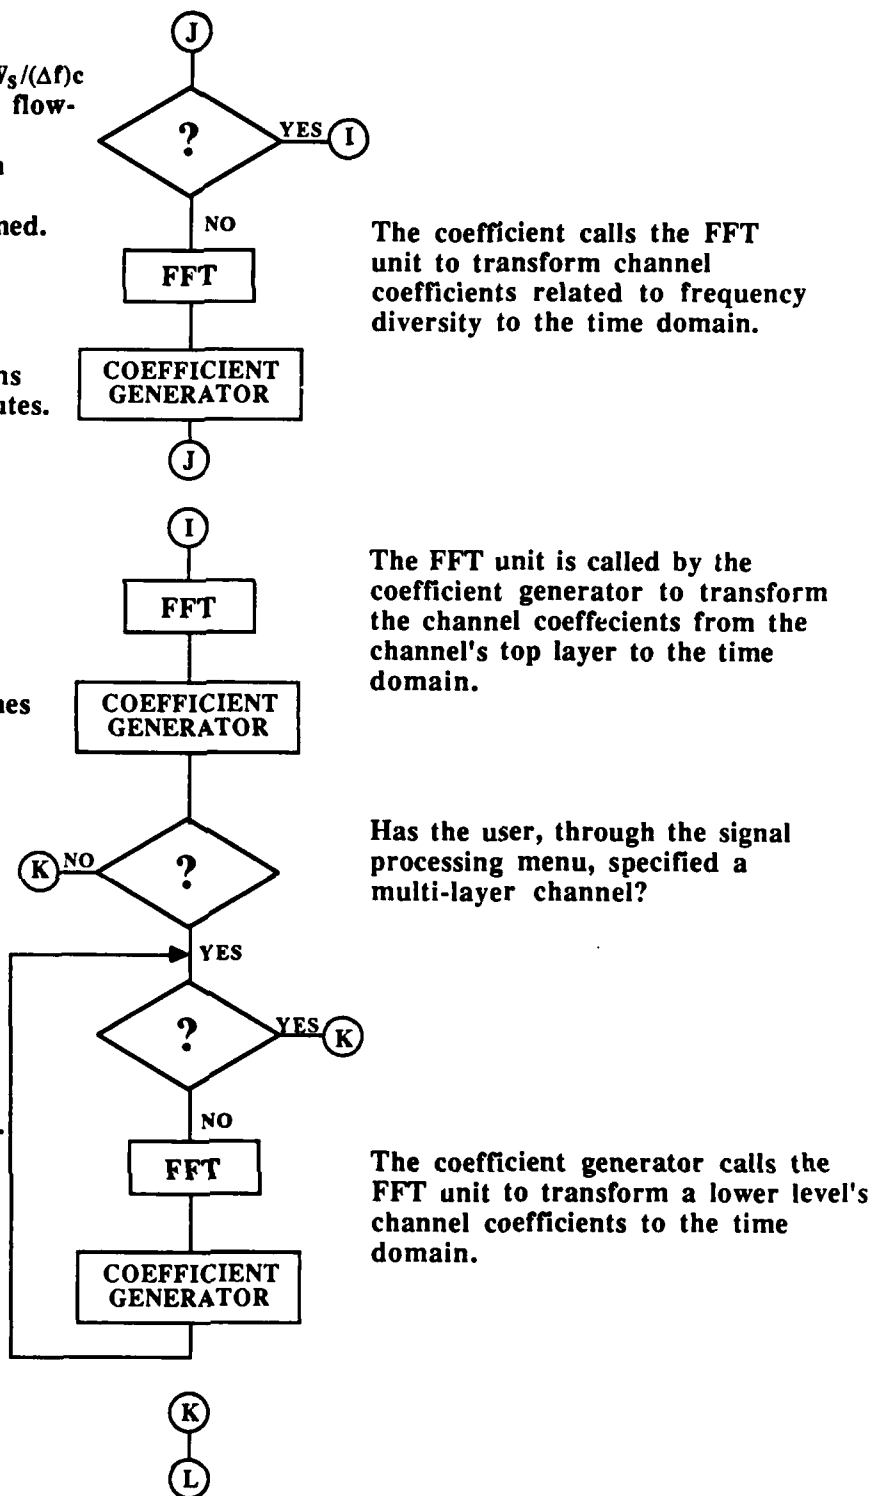 J
/(Δf)c
flow-
?
YES
I
NO
FFT
The coefficient calls the FFT
unit to transform channel
coefficients related to frequency
diversity to the time domain.
COEFFICIENT
GENERATOR
J
I
FFT
The FFT unit is called by the
coefficient generator to transform
the channel coeffecients from the
channel's top layer to the time
domain.
COEFFICIENT
GENERATOR
K
NO
?
Has the user, through the signal
processing menu, specified a
multi-layer channel?
YES
?
YES
K
NO
FFT
The coefficient generator calls the
FFT unit to transform a lower level's
channel coefficients to the time
domain.
COEFFICIENT
GENERATOR
K
L